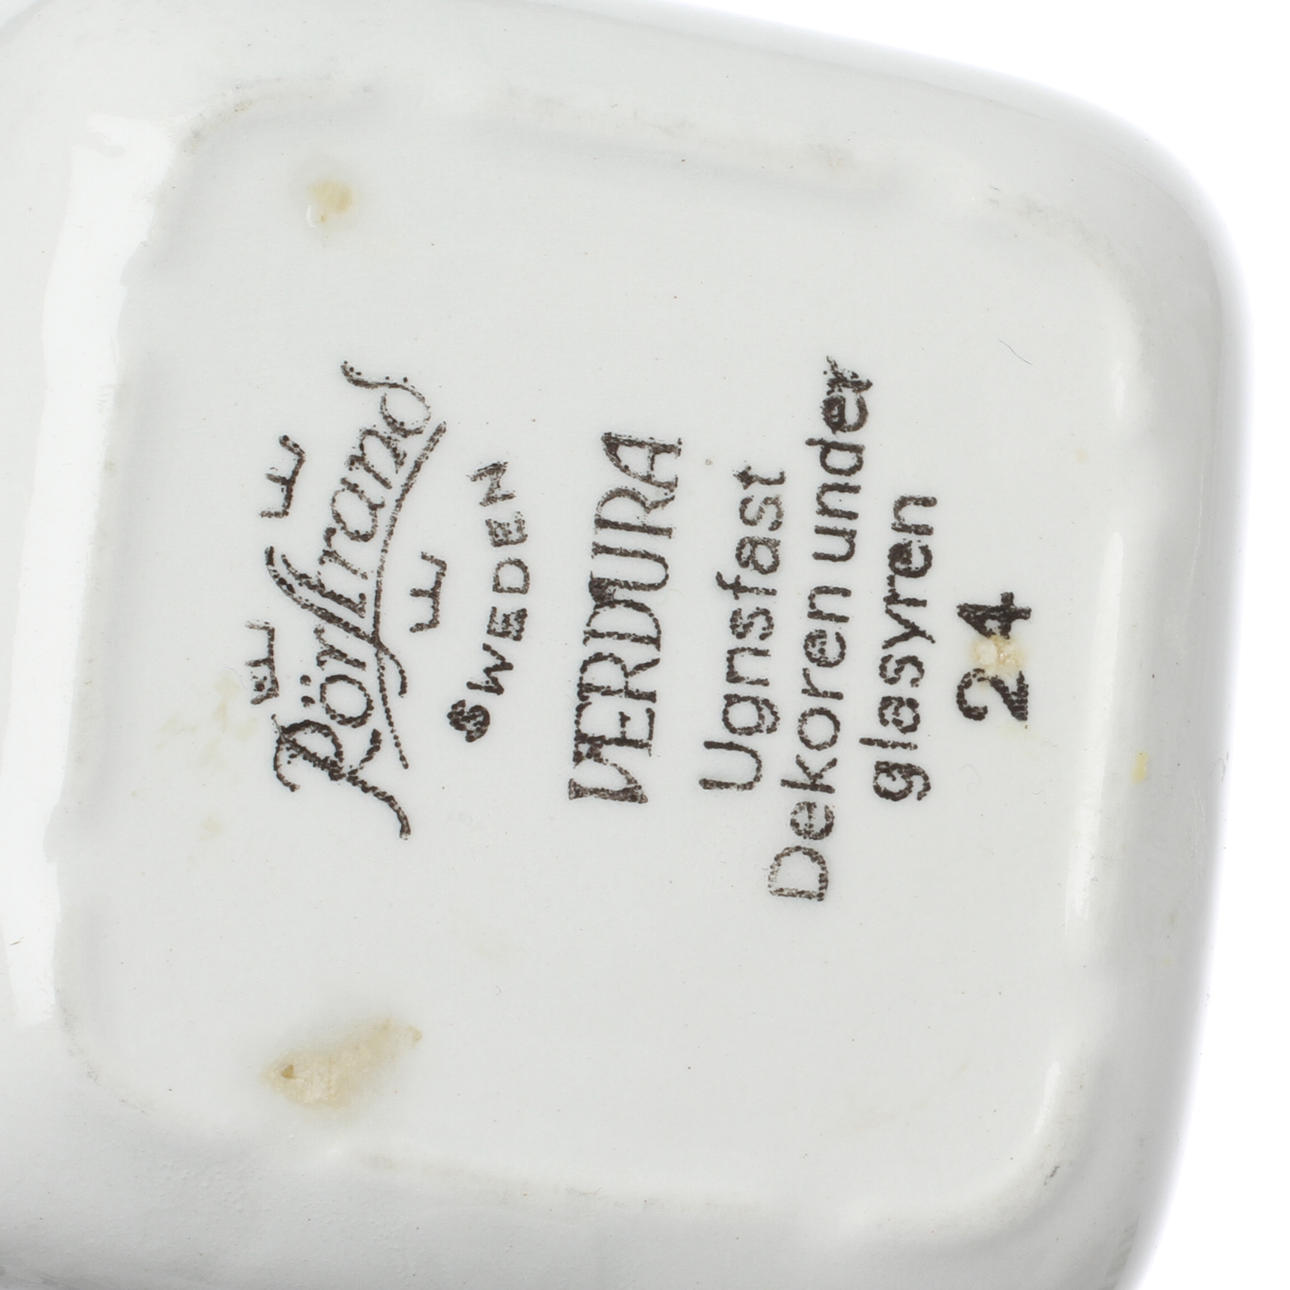 Rörstrand
SWEDEN
VERDURA
Ugnsfast
Dekoren under
glasyren
24